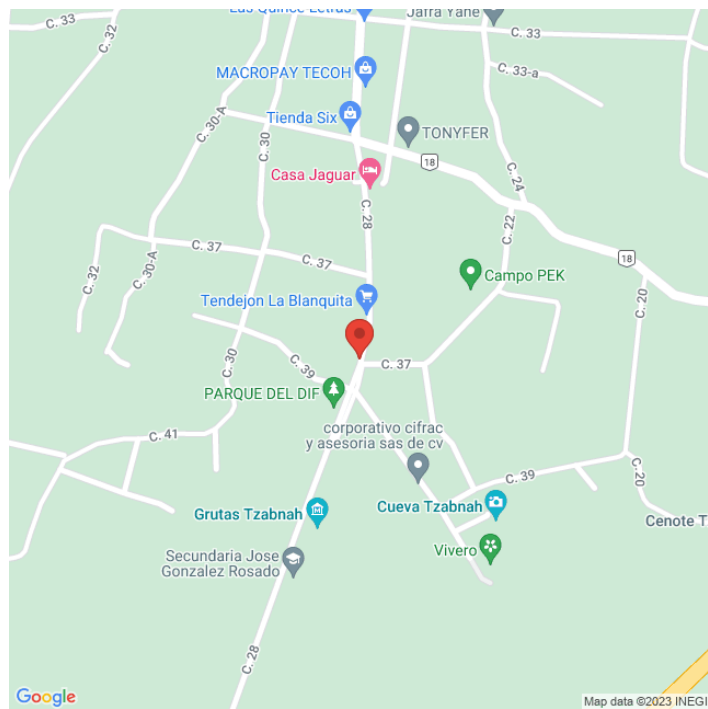 Las Quince Letras
Jafra Yane
C. 33
C. 32
C. 33
C. 33-a
MACROPAY TECOH
C. 30-A
Tienda Six
TONYFER
C. 30
18
Casa Jaguar
C. 24
C. 28
C. 22
C. 37
C. 37
C. 32
C. 30-A
18
Campo PEK
C. 20
Tendejon La Blanquita
C. 37
C. 30
C. 39
PARQUE DEL DIF
corporativo cifrac
y asesoria sas de cv
C. 41
C. 39
C. 20
Cueva Tzabnah
Grutas Tzabnah
Cenote T
Vivero
Secundaria Jose
Gonzalez Rosado
C. 28
Google
Map data ©2023 INEGI